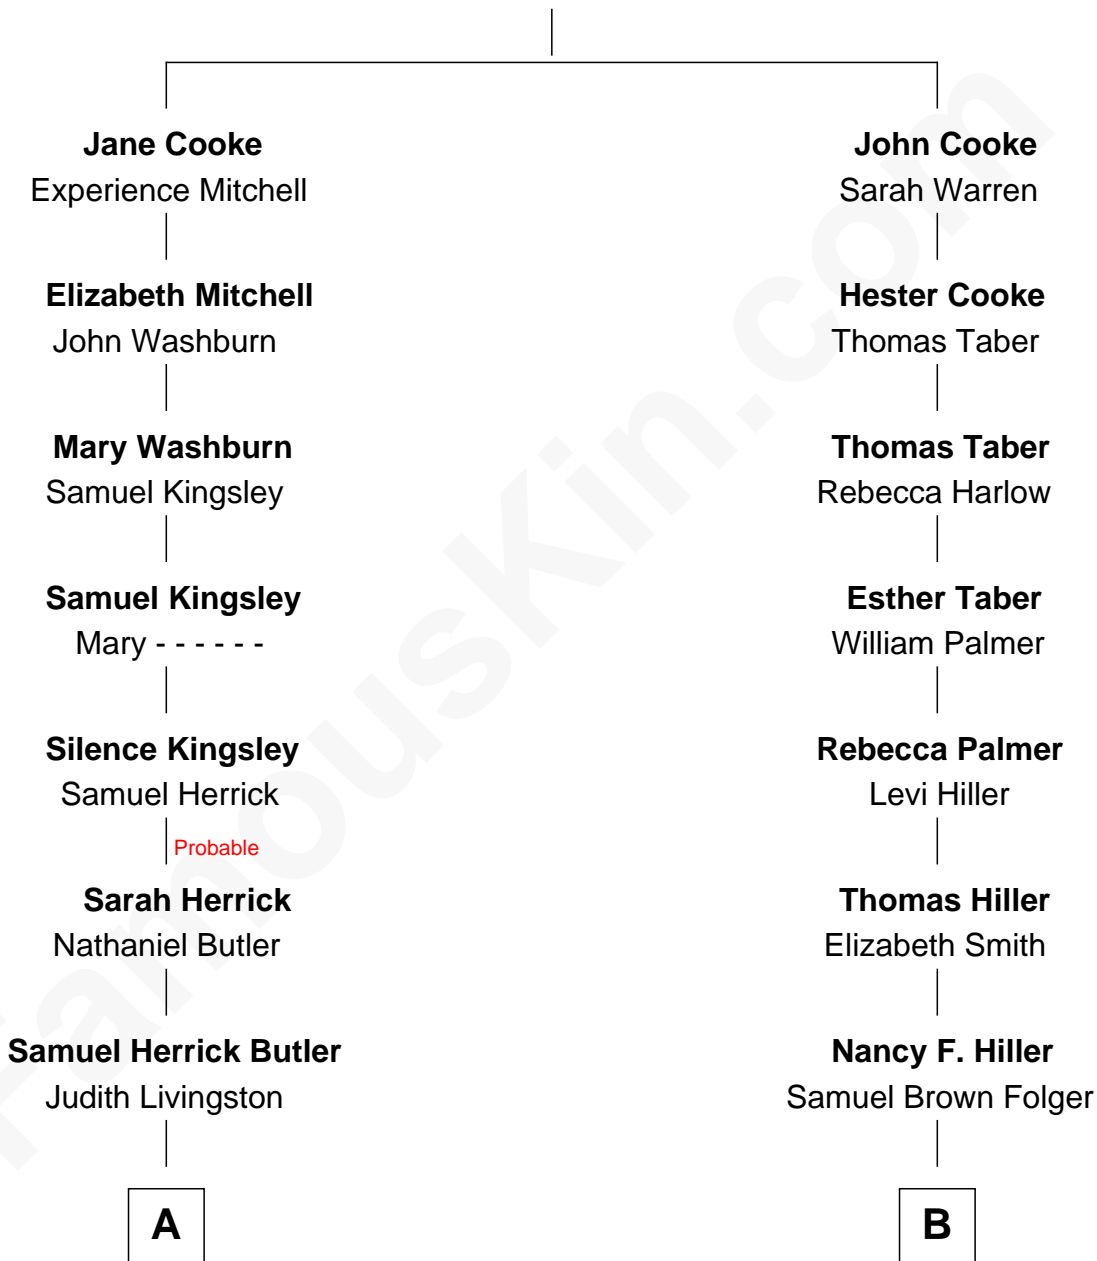 Jane Cooke
Experience Mitchell
Elizabeth Mitchell
John Washburn
Mary Washburn
Samuel Kingsley
Samuel Kingsley
Mary - - - - - -
Silence Kingsley
Samuel Herrick
Probable
Sarah Herrick
Nathaniel Butler
Samuel Herrick Butler
Judith Livingston
A
John Cooke
Sarah Warren
Hester Cooke
Thomas Taber
Thomas Taber
Rebecca Harlow
Esther Taber
William Palmer
Rebecca Palmer
Levi Hiller
Thomas Hiller
Elizabeth Smith
Nancy F. Hiller
Samuel Brown Folger
B
FamousKin.com